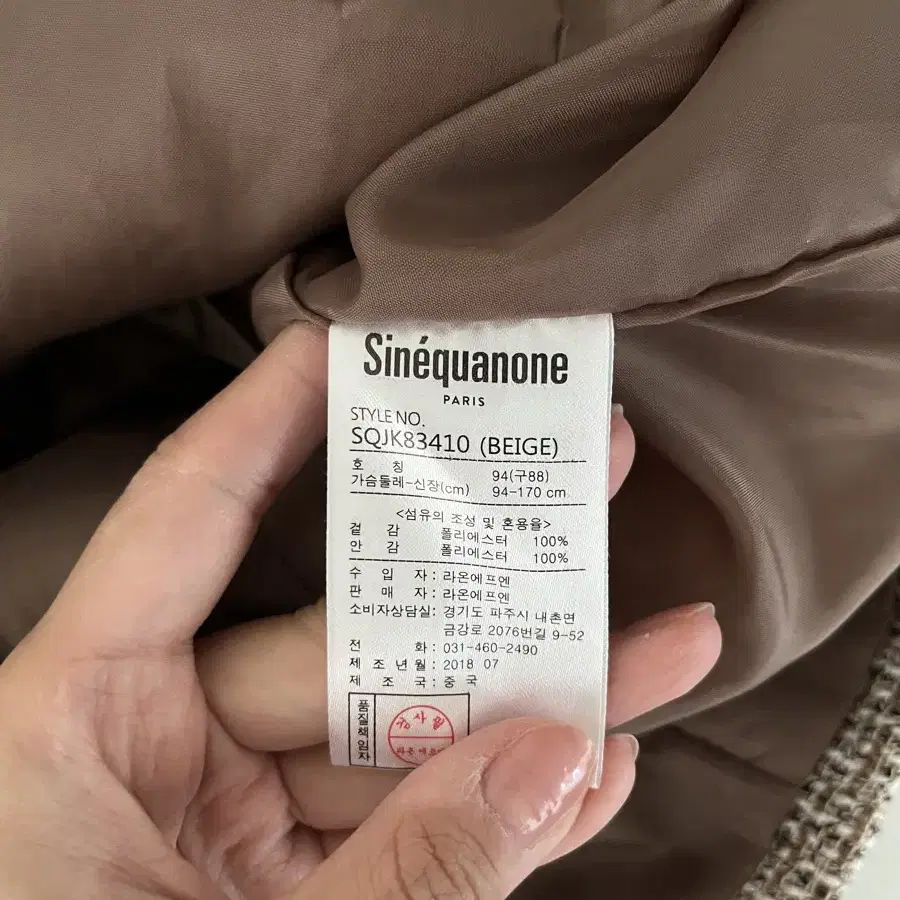 Sinéquanone
PARIS
STYLE NO.
SQJK83410 (BEIGE)
호 칭 94(구88)
가슴둘레-신장(cm) 94-170 cm
<섬유의 조성 및 혼용율>
겉 감 폴리에스터 100%
안 감 폴리에스터 100%
수 입 자 : 라온에프엔
판 매 자 : 라온에프엔
소비자상담실: 경기도 파주시 내촌면
금강로 2076번길 9-52
전 화 : 031-460-2490
제 조 년 월 : 2018 07
제 조 국 : 중 국
품질책임자
검사필